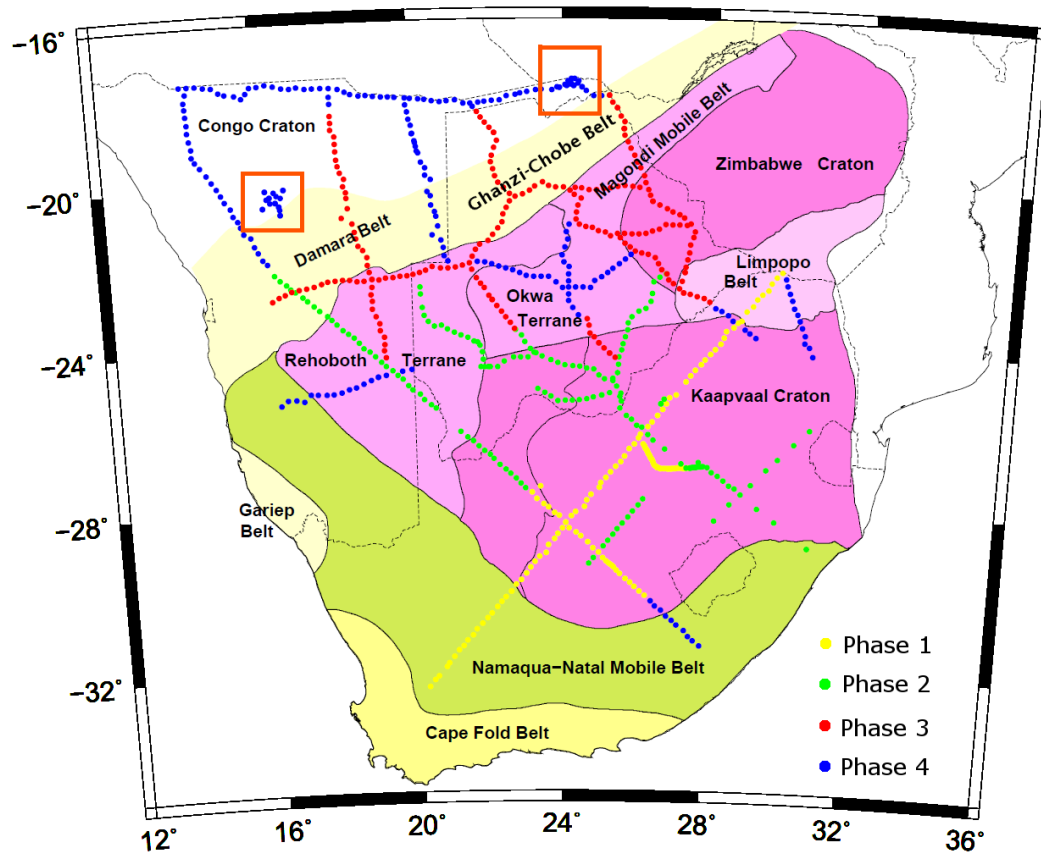 −16˚
−20˚
−24˚
−28˚
−32˚
Congo Craton
Ghanzi-Chobe Belt
Magondi Mobile Belt
Zimbabwe Craton
Damara Belt
Limpopo
Belt
Okwa
Terrane
Rehoboth Terrane
Kaapvaal Craton
Gariep
Belt
Namaqua−Natal Mobile Belt
Cape Fold Belt
Phase 1
Phase 2
Phase 3
Phase 4
12˚ 16˚ 20˚ 24˚ 28˚ 32˚ 36˚